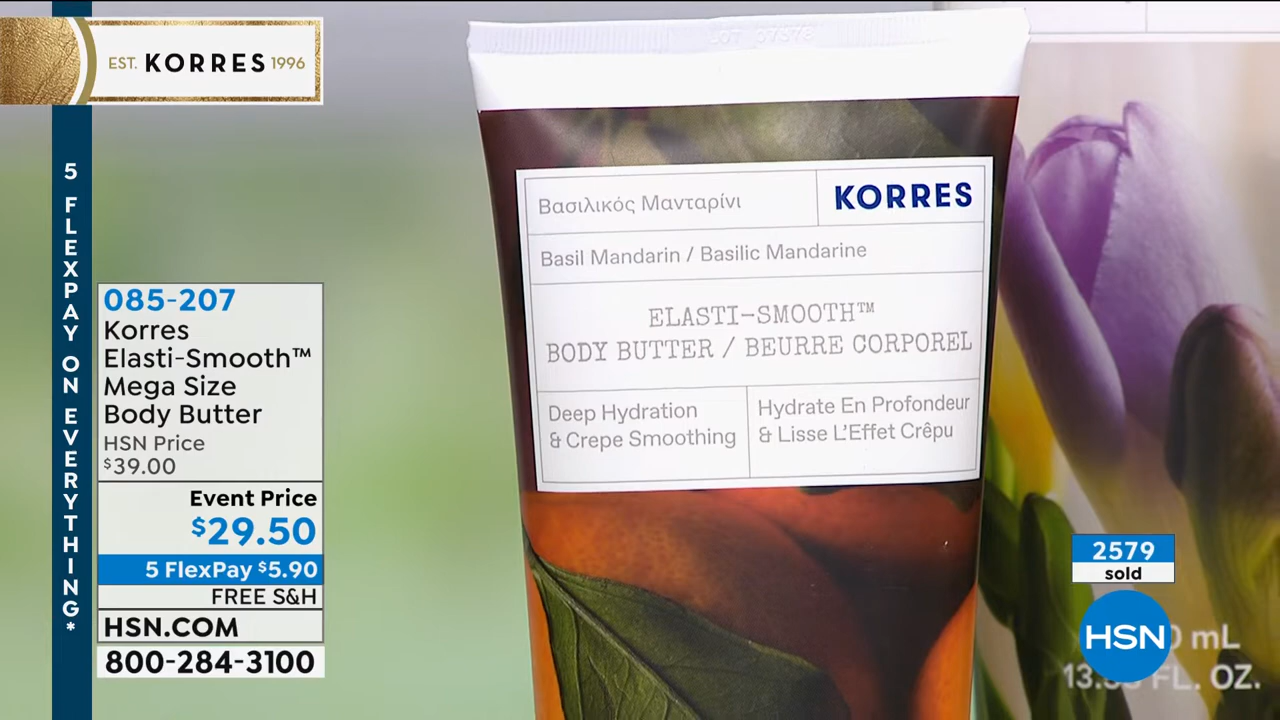 EST. KORRES 1996
5 FLEXPAY ON EVERYTHING*
085-207
Korres
Elasti-Smooth™
Mega Size
Body Butter
HSN Price
$39.00
Event Price
$29.50
5 FlexPay $5.90
FREE S&H
HSN.COM
800-284-3100
Βασιλικός Μανταρίνι
KORRES
Basil Mandarin / Basilic Mandarine
ELASTI-SMOOTH™
BODY BUTTER / BEURRE CORPOREL
Deep Hydration
& Crepe Smoothing
Hydrate En Profondeur
& Lisse L'Effet Crêpu
2579
sold
HSN
mL
FL. OZ.